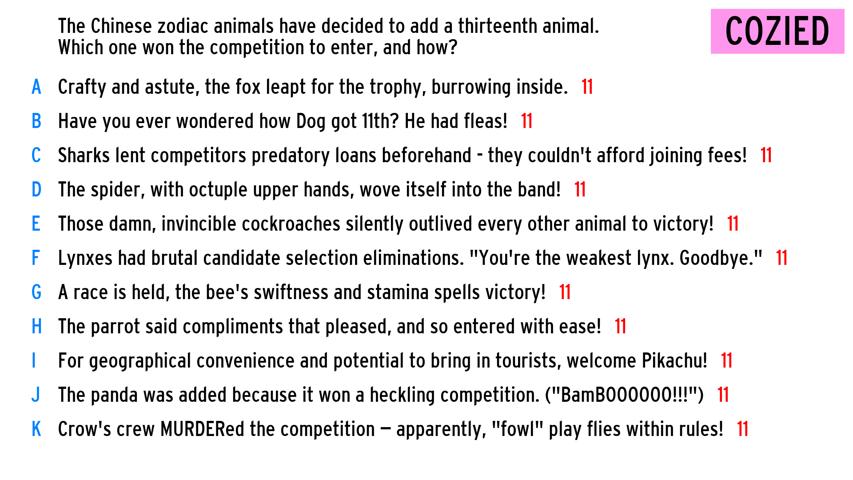 The Chinese zodiac animals have decided to add a thirteenth animal.
Which one won the competition to enter, and how?
COZIED
A Crafty and astute, the fox leapt for the trophy, burrowing inside. 11
B Have you ever wondered how Dog got 11th? He had fleas! 11
C Sharks lent competitors predatory loans beforehand - they couldn't afford joining fees! 11
D The spider, with octuple upper hands, wove itself into the band! 11
E Those damn, invincible cockroaches silently outlived every other animal to victory! 11
F Lynxes had brutal candidate selection eliminations. "You're the weakest lynx. Goodbye." 11
G A race is held, the bee's swiftness and stamina spells victory! 11
H The parrot said compliments that pleased, and so entered with ease! 11
I For geographical convenience and potential to bring in tourists, welcome Pikachu! 11
J The panda was added because it won a heckling competition. ("BamBOOOOOO!!!") 11
K Crow's crew MURDERed the competition – apparently, "fowl" play flies within rules! 11